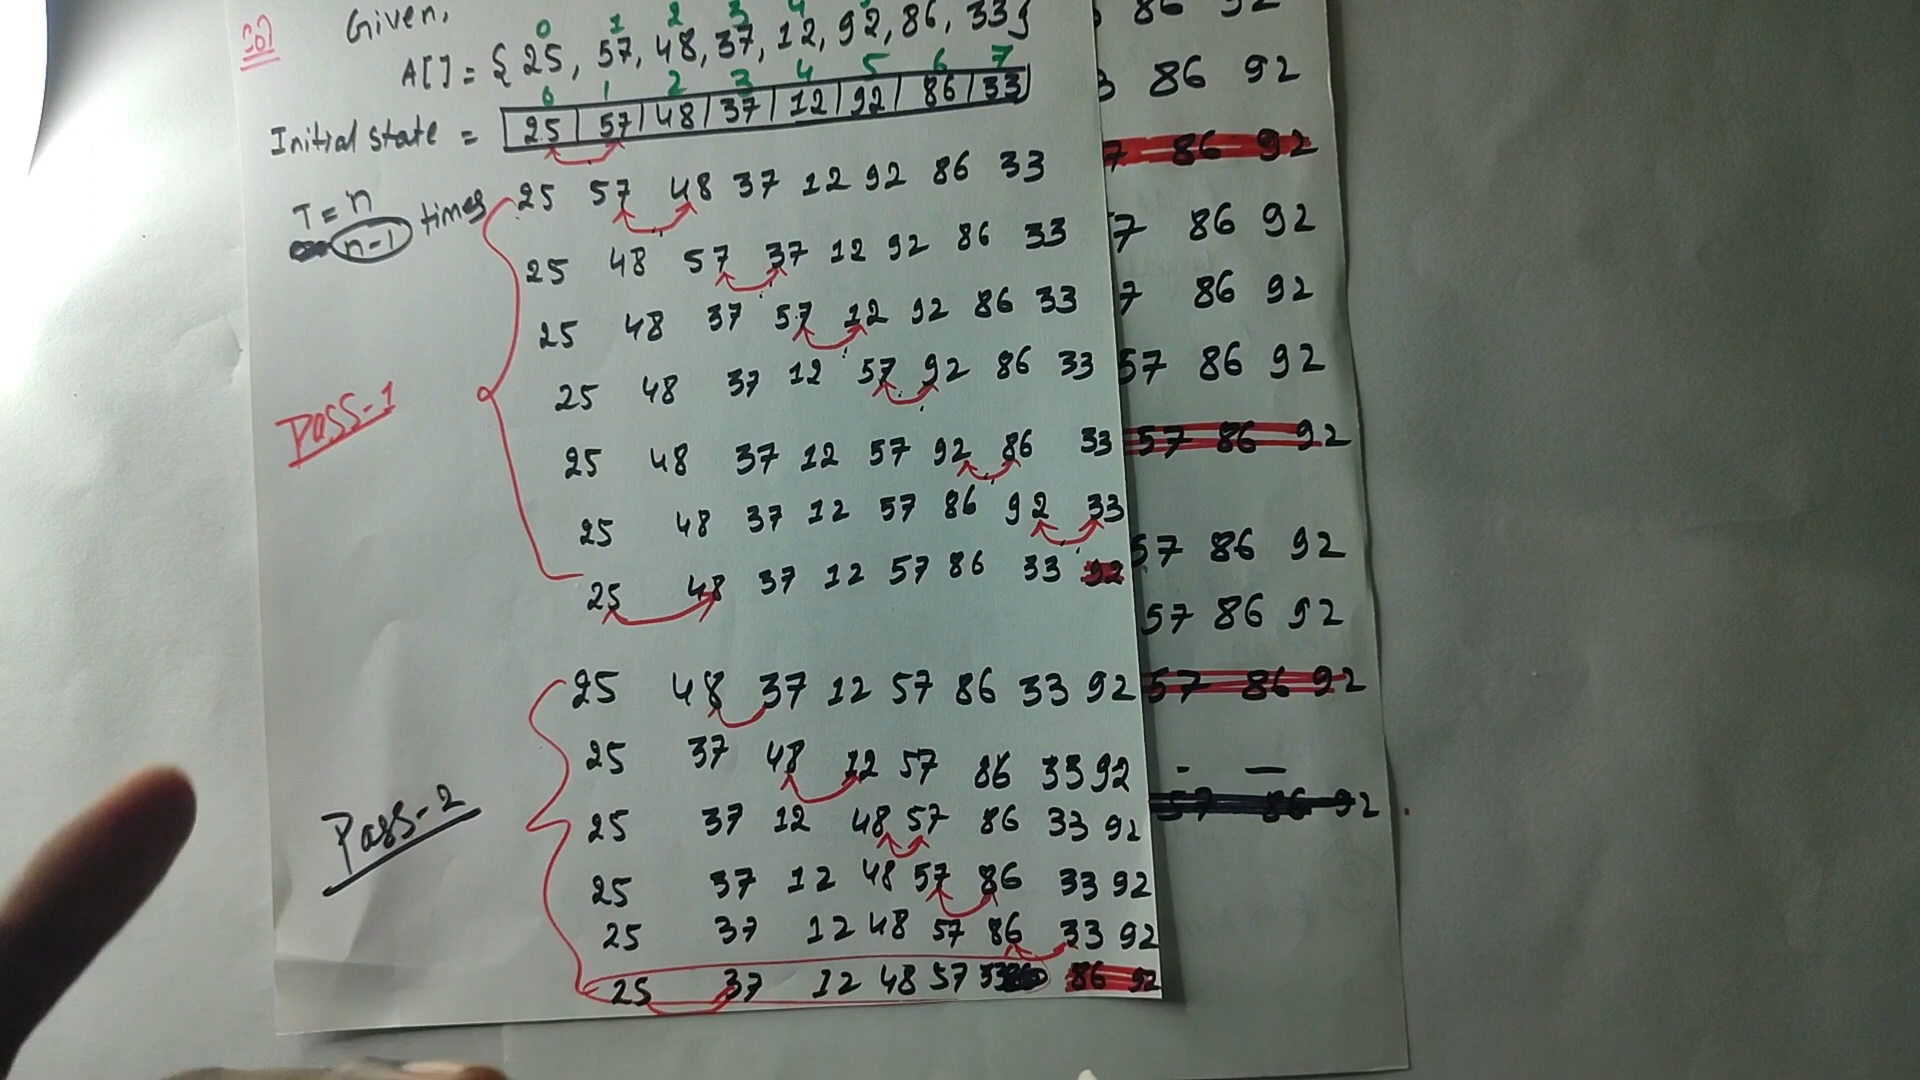 Sol
Given,
0 1 2 3 4
A[] = { 25, 57, 48, 37, 12, 92, 86, 33}
0 1 2 3 4 5 6 7
Initial state = 25 57 48 37 12 92 86 33
T = n
n-1 times
25 57 48 37 12 92 86 33
25 48 57 37 12 92 86 33
25 48 37 57 12 92 86 33
25 48 37 12 57 92 86 33
Pass-1
25 48 37 12 57 92 86 33
25 48 37 12 57 86 92 33
25 48 37 12 57 86 33 92
25 48 37 12 57 86 33 92
25 37 48 12 57 86 33 92
Pass-2
25 37 12 48 57 86 33 92
25 37 12 48 57 86 33 92
25 37 12 48 57 86 33 92
25 37 12 48 57 33 86 92
86 92
86 92
7 86 92
7 86 92
7 86 92
57 86 92
57 86 92
57 86 92
57 86 92
57 86 92
- —
57 86 92